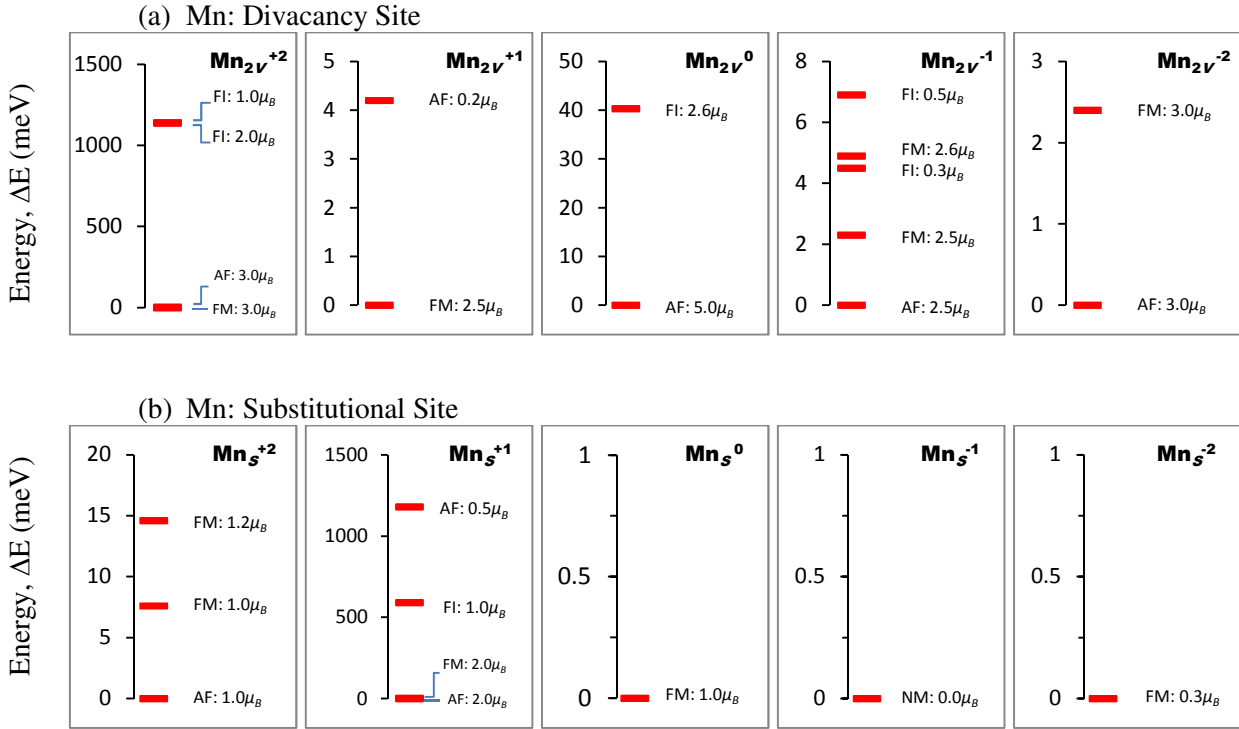 (a) Mn: Divacancy Site
Energy, ΔE (meV)
Mn2V+2
1500
1000
500
0
FI: 1.0μB
FI: 2.0μB
AF: 3.0μB
FM: 3.0μB
Mn2V+1
5
4
3
2
1
0
AF: 0.2μB
FM: 2.5μB
Mn2V0
50
40
30
20
10
0
FI: 2.6μB
AF: 5.0μB
Mn2V-1
8
6
4
2
0
FI: 0.5μB
FM: 2.6μB
FI: 0.3μB
FM: 2.5μB
AF: 2.5μB
Mn2V-2
3
2
1
0
FM: 3.0μB
AF: 3.0μB
(b) Mn: Substitutional Site
Energy, ΔE (meV)
MnS+2
20
15
10
5
0
FM: 1.2μB
FM: 1.0μB
AF: 1.0μB
MnS+1
1500
1000
500
0
AF: 0.5μB
FI: 1.0μB
FM: 2.0μB
AF: 2.0μB
MnS0
1
0.5
0
FM: 1.0μB
MnS-1
1
0.5
0
NM: 0.0μB
MnS-2
1
0.5
0
FM: 0.3μB